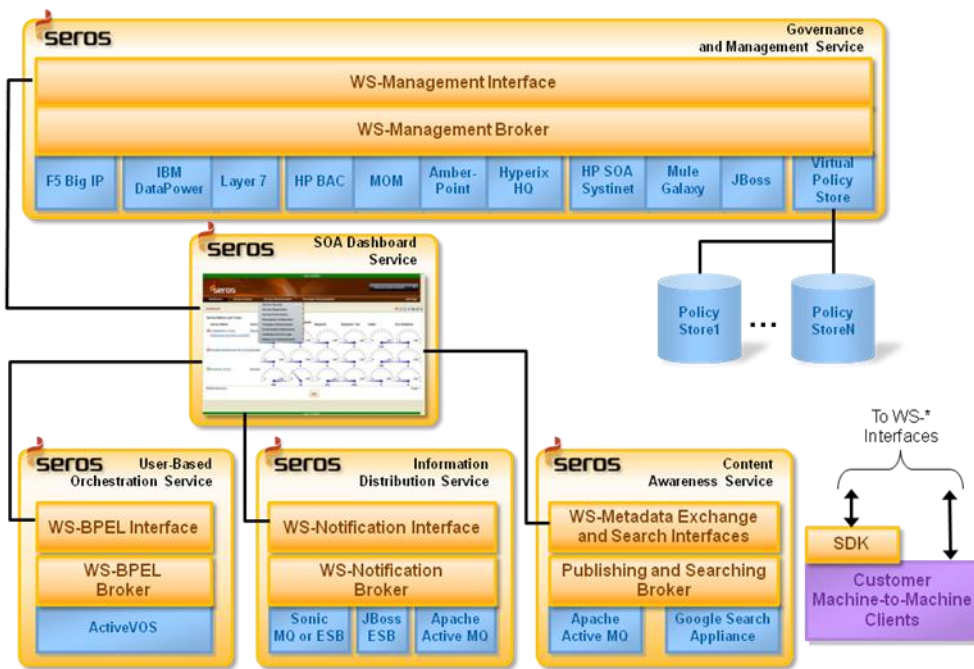 seros
Governance
and Management Service
WS-Management Interface
WS-Management Broker
F5 Big IP
IBM
DataPower
Layer 7
HP BAC
MOM
Amber-
Point
Hyperix
HQ
HP SOA
Systinet
Mule
Galaxy
JBoss
Virtual
Policy
Store
seros
SOA Dashboard
Service
seros
Policy
Store1
...
Policy
StoreN
To WS-*
Interfaces
seros
User-Based
Orchestration Service
WS-BPEL Interface
WS-BPEL
Broker
ActiveVOS
seros
Information
Distribution Service
WS-Notification Interface
WS-Notification
Broker
Sonic
MQ or ESB
JBoss
ESB
Apache
Active MQ
seros
Content
Awareness Service
WS-Metadata Exchange
and Search Interfaces
Publishing and Searching
Broker
Apache
Active MQ
Google Search
Appliance
SDK
Customer
Machine-to-Machine
Clients